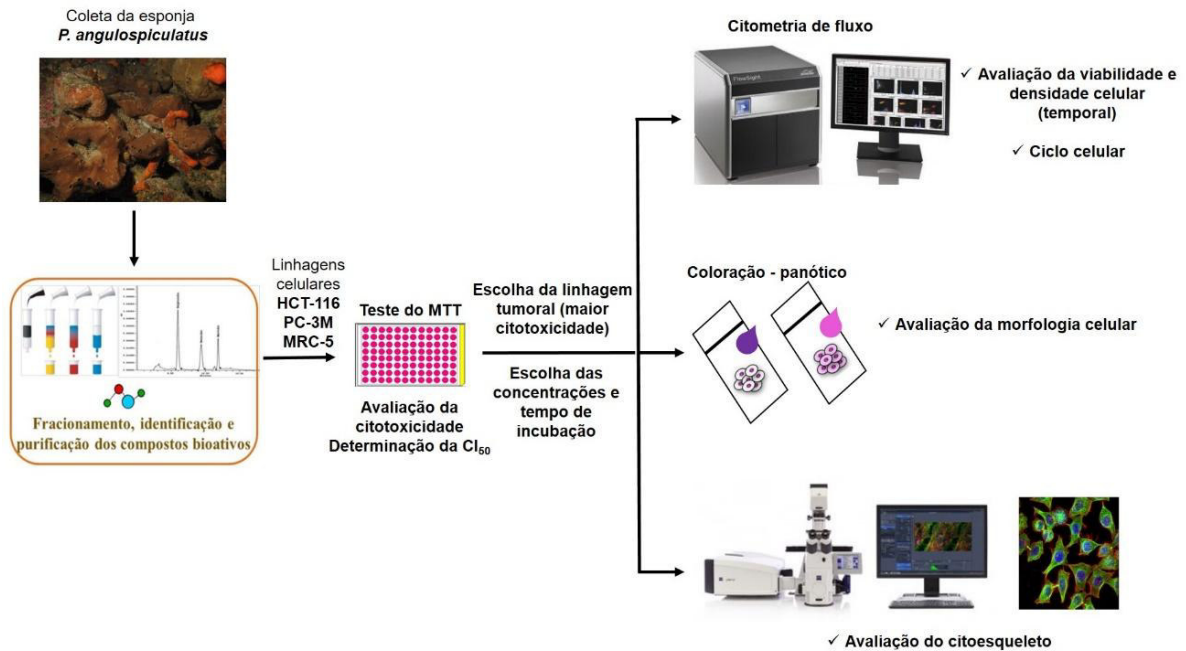 Coleta da esponja
P. angulospiculatus
Fracionamento, identificação e
purificação dos compostos bioativos
Linhagens
celulares
HCT-116
PC-3M
MRC-5
Teste do MTT
Avaliação da
citotoxicidade
Determinação da CI₅₀
Escolha da linhagem
tumoral (maior
citotoxicidade)
Escolha das
concentrações e
tempo de
incubação
Citometria de fluxo
FlowSight
✓ Avaliação da viabilidade e
densidade celular
(temporal)
✓ Ciclo celular
Coloração - panótico
✓ Avaliação da morfologia celular
✓ Avaliação do citoesqueleto